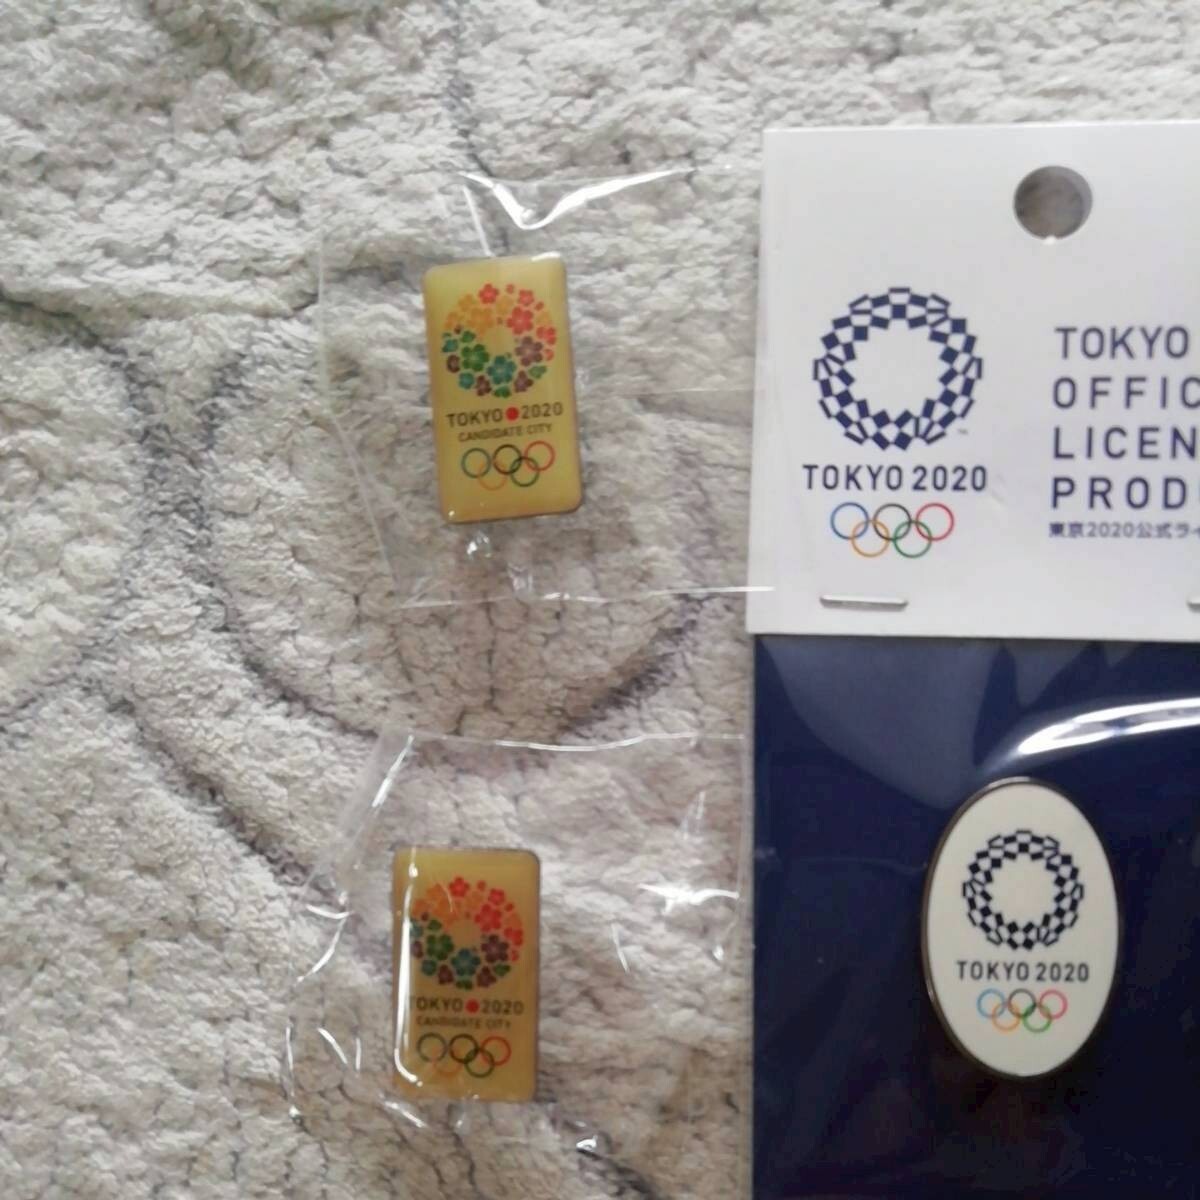 TOKYO 2020
CANDIDATE CITY
TOKYO 2020
TOKYO
OFFIC
LICEN
PROD
東京2020公式ラ
TOKYO 2020
CANDIDATE CITY
TOKYO 2020